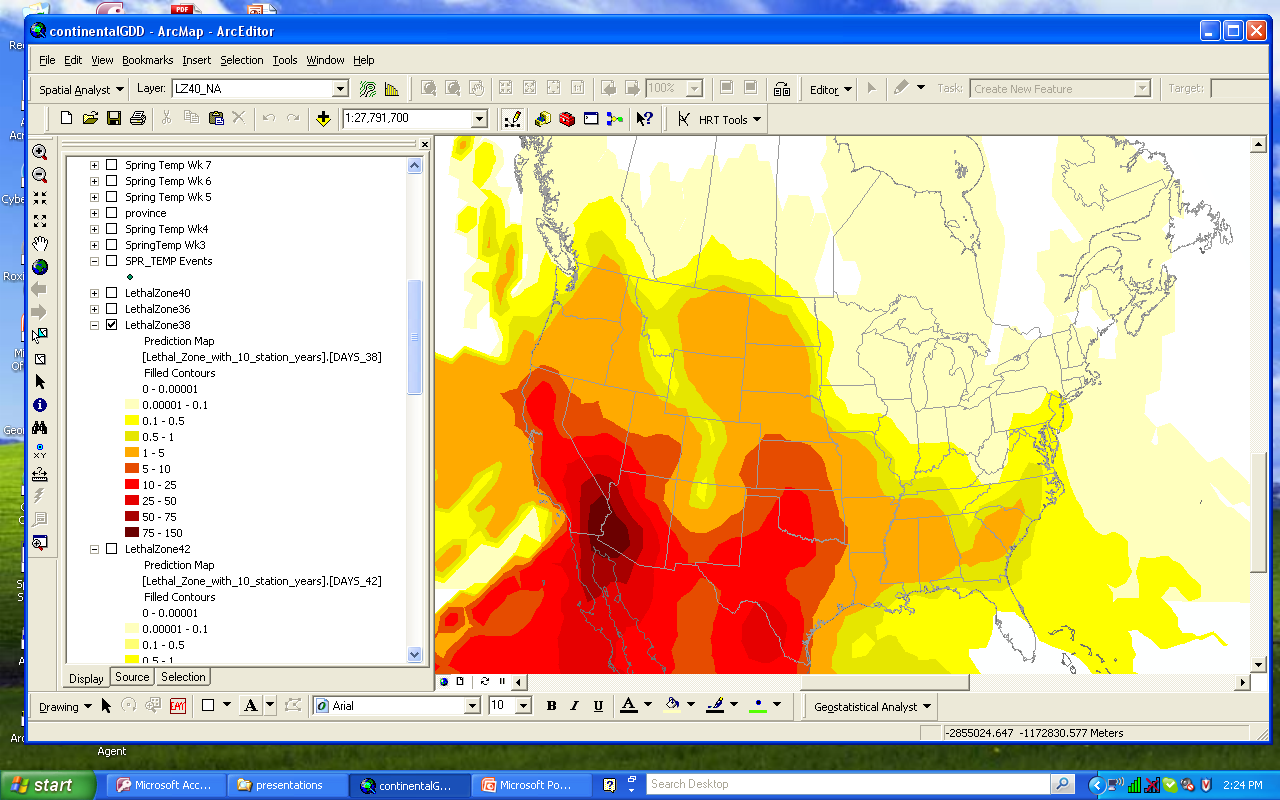 PDF
continentalGDD - ArcMap - ArcEditor
File Edit View Bookmarks Insert Selection Tools Window Help
Spatial Analyst Layer: LZ40_NA 100% Editor Task: Create New Feature Target:
1:27,791,700 HRT Tools
Spring Temp Wk 7
Spring Temp Wk 6
Spring Temp Wk 5
province
Spring Temp Wk4
SpringTemp Wk3
SPR_TEMP Events
LethalZone40
LethalZone36
LethalZone38
Prediction Map
[Lethal_Zone_with_10_station_years].[DAYS_38]
Filled Contours
0 - 0.00001
0.00001 - 0.1
0.1 - 0.5
0.5 - 1
1 - 5
5 - 10
10 - 25
25 - 50
50 - 75
75 - 150
LethalZone42
Prediction Map
[Lethal_Zone_with_10_station_years].[DAYS_42]
Filled Contours
0 - 0.00001
0.00001 - 0.1
0.1 - 0.5
0.5 - 1
Display Source Selection
Drawing A Arial 10 B I U A Geostatistical Analyst
-2855024.647 -1172830.577 Meters
Agent
start Microsoft Acc... presentations continentalG... Microsoft Po... Search Desktop 2:24 PM